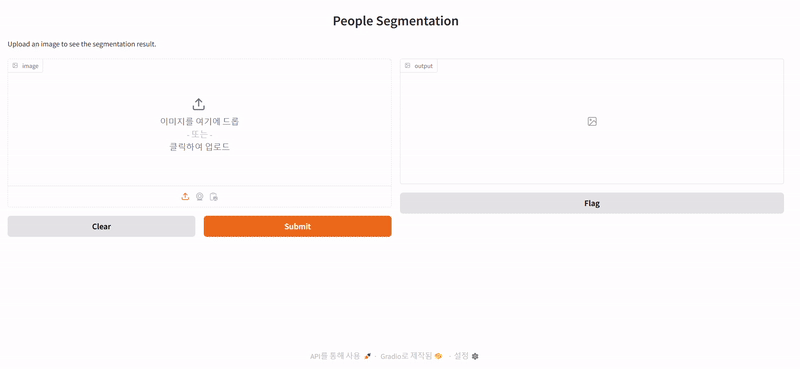 People Segmentation
Upload an image to see the segmentation result.
image
이미지를 여기에 드롭
- 또는 -
클릭하여 업로드
Clear
Submit
output
Flag
API를 통해 사용 · Gradio로 제작됨 · 설정